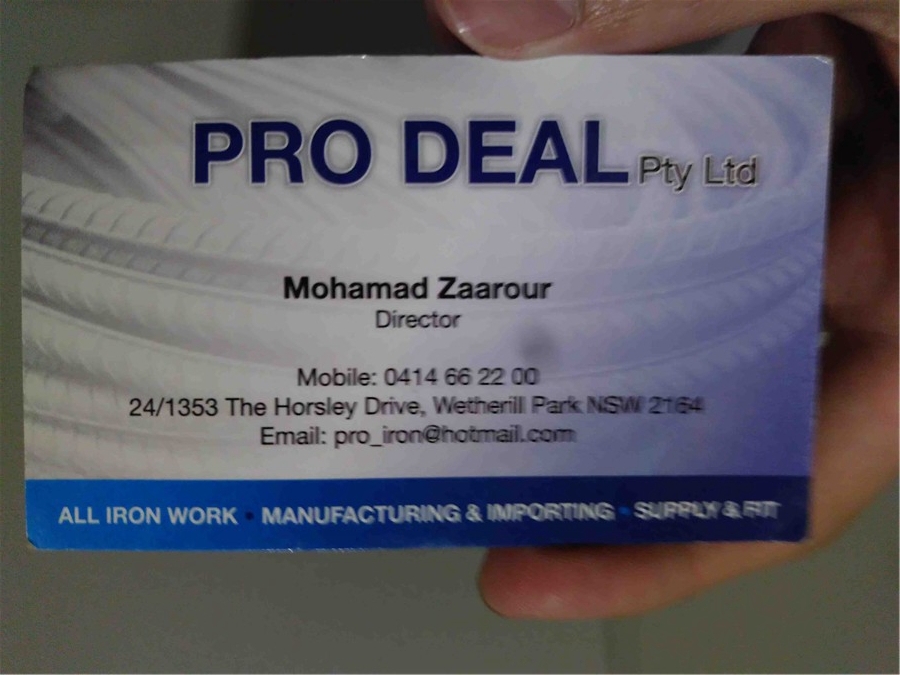 PRO DEAL Pty Ltd
Mohamad Zaarour
Director
Mobile: 0414 66 22 00
24/1353 The Horsley Drive, Wetherill Park NSW 2164
Email: pro_iron@hotmail.com
ALL IRON WORK • MANUFACTURING & IMPORTING • SUPPLY & FIT